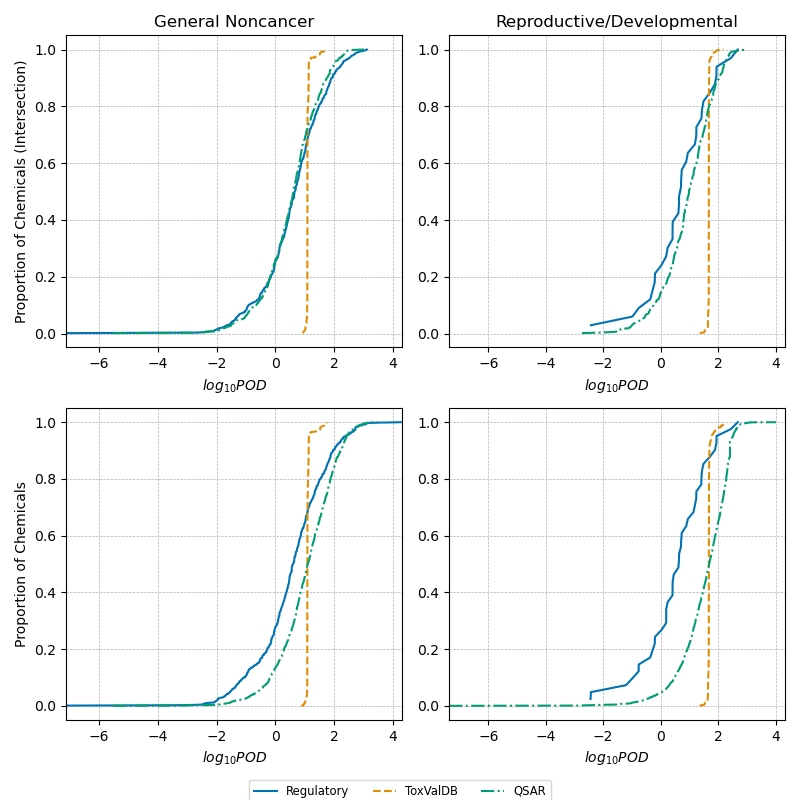 General Noncancer
Reproductive/Developmental
Proportion of Chemicals (Intersection)
1.0
0.8
0.6
0.4
0.2
0.0
−6 −4 −2 0 2 4
log10POD
1.0
0.8
0.6
0.4
0.2
0.0
−6 −4 −2 0 2 4
log10POD
Proportion of Chemicals
1.0
0.8
0.6
0.4
0.2
0.0
−6 −4 −2 0 2 4
log10POD
1.0
0.8
0.6
0.4
0.2
0.0
−6 −4 −2 0 2 4
log10POD
Regulatory ToxValDB QSAR